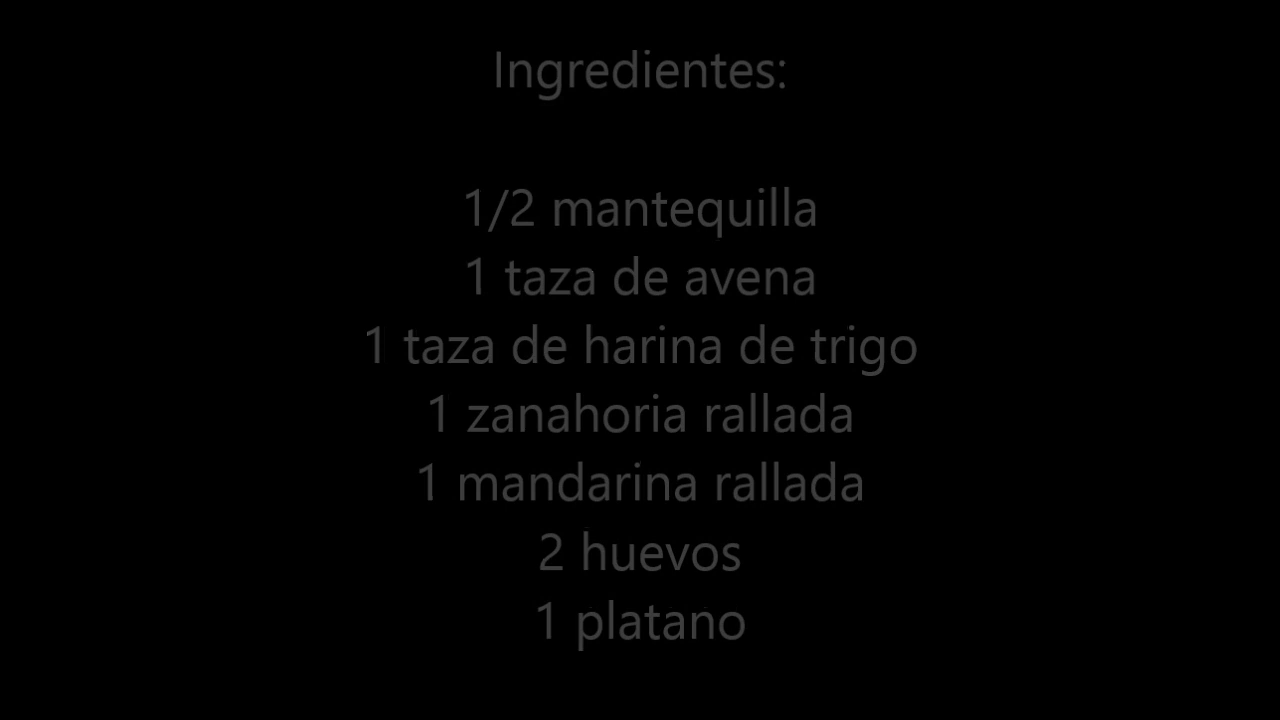 Ingredientes:
1/2 mantequilla
1 taza de avena
1 taza de harina de trigo
1 zanahoria rallada
1 mandarina rallada
2 huevos
1 platano